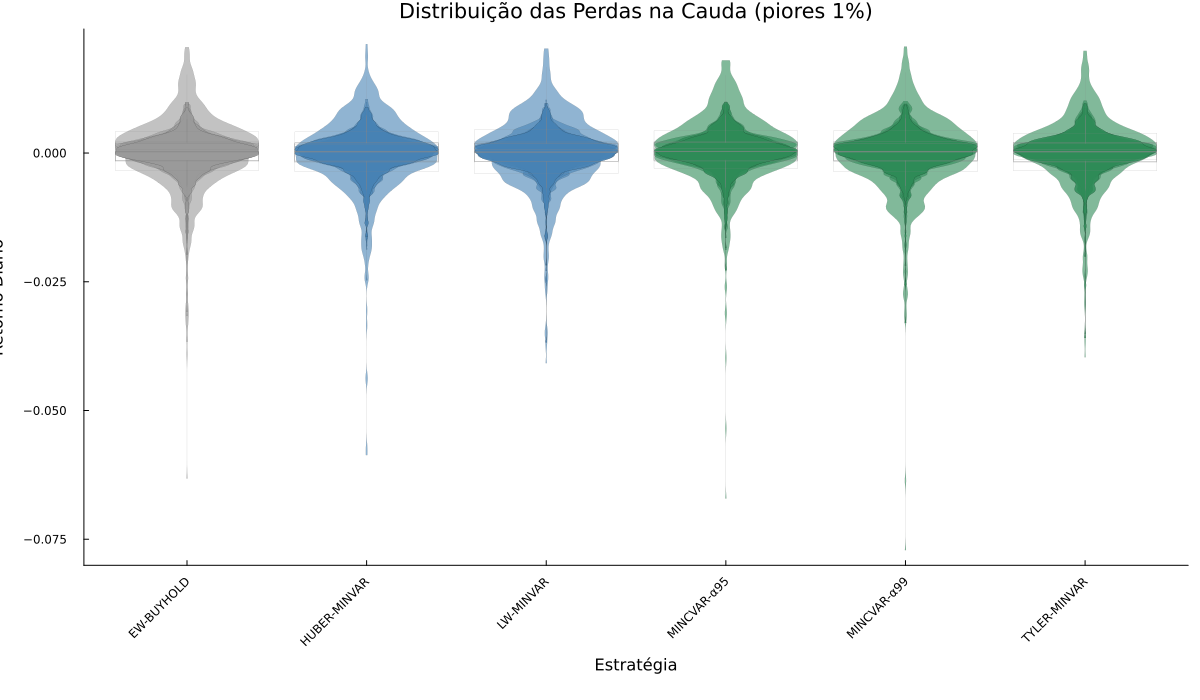 Distribuição das Perdas na Cauda (piores 1%)
0.000
−0.025
−0.050
−0.075
EW-BUYHOLD
HUBER-MINVAR
LW-MINVAR
MINCVAR-α95
MINCVAR-α99
TYLER-MINVAR
Estratégia